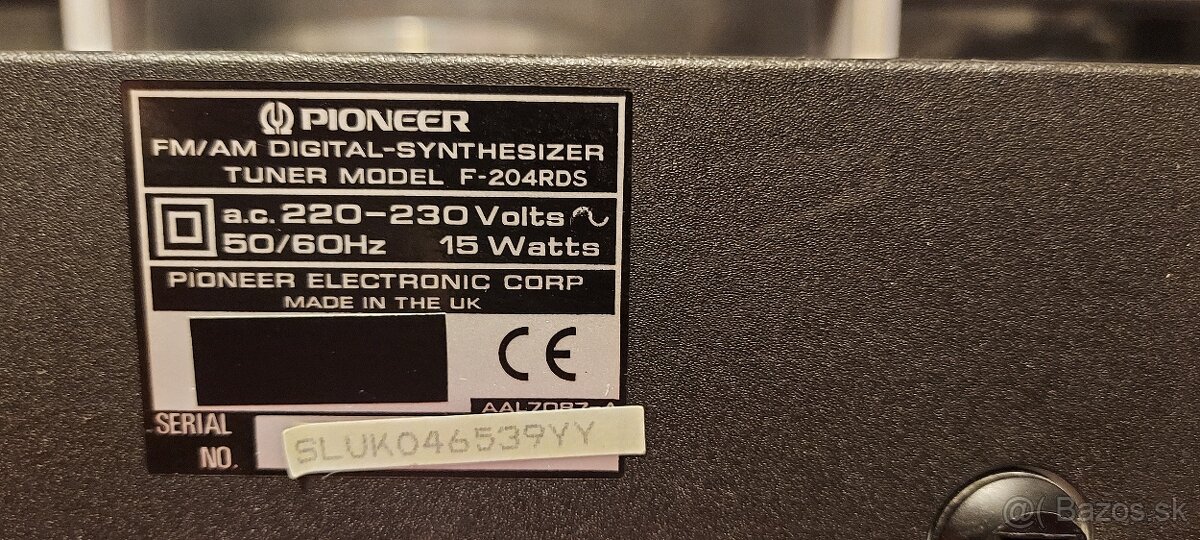 PIONEER
FM/AM DIGITAL-SYNTHESIZER
TUNER MODEL F-204RDS
a.c. 220-230 Volts
50/60Hz 15 Watts
PIONEER ELECTRONIC CORP
MADE IN THE UK
CE
SERIAL
NO.
SLUK046539YY
Bazos.sk